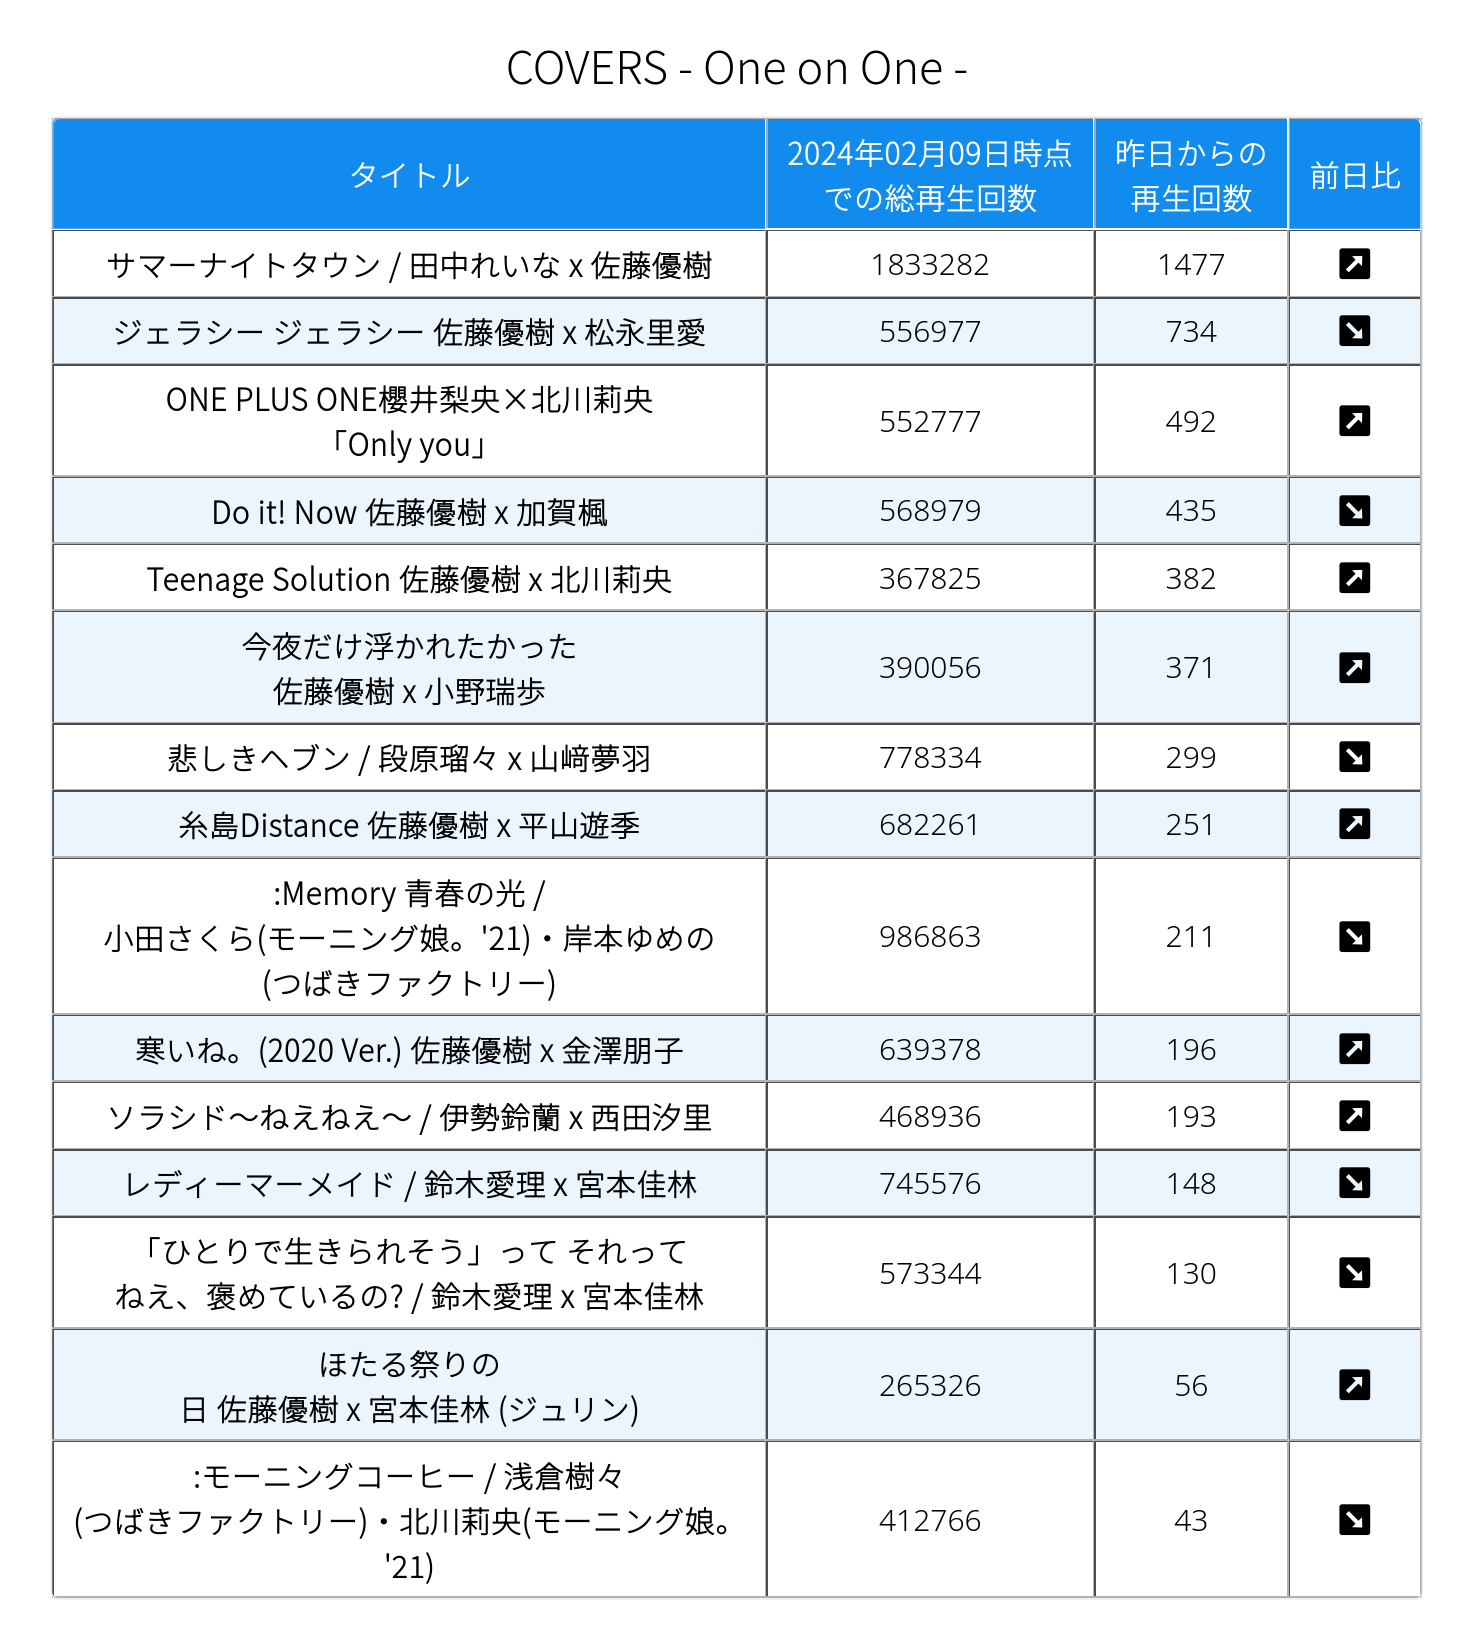 COVERS - One on One -
タイトル
2024年02月09日時点
での総再生回数
昨日からの
再生回数
前日比
サマーナイトタウン / 田中れいな x 佐藤優樹
1833282
1477
ジェラシー ジェラシー 佐藤優樹 x 松永里愛
556977
734
ONE PLUS ONE櫻井梨央×北川莉央
「Only you」
552777
492
Do it! Now 佐藤優樹 x 加賀楓
568979
435
Teenage Solution 佐藤優樹 x 北川莉央
367825
382
今夜だけ浮かれたかった
佐藤優樹 x 小野瑞歩
390056
371
悲しきヘブン / 段原瑠々 x 山﨑夢羽
778334
299
糸島Distance 佐藤優樹 x 平山遊季
682261
251
:Memory 青春の光 /
小田さくら(モーニング娘。'21)・岸本ゆめの
(つばきファクトリー)
986863
211
寒いね。(2020 Ver.) 佐藤優樹 x 金澤朋子
639378
196
ソラシド～ねえねえ～ / 伊勢鈴蘭 x 西田汐里
468936
193
レディーマーメイド / 鈴木愛理 x 宮本佳林
745576
148
「ひとりで生きられそう」って それって
ねえ、褒めているの? / 鈴木愛理 x 宮本佳林
573344
130
ほたる祭りの
日 佐藤優樹 x 宮本佳林 (ジュリン)
265326
56
:モーニングコーヒー / 浅倉樹々
(つばきファクトリー)・北川莉央(モーニング娘。
'21)
412766
43